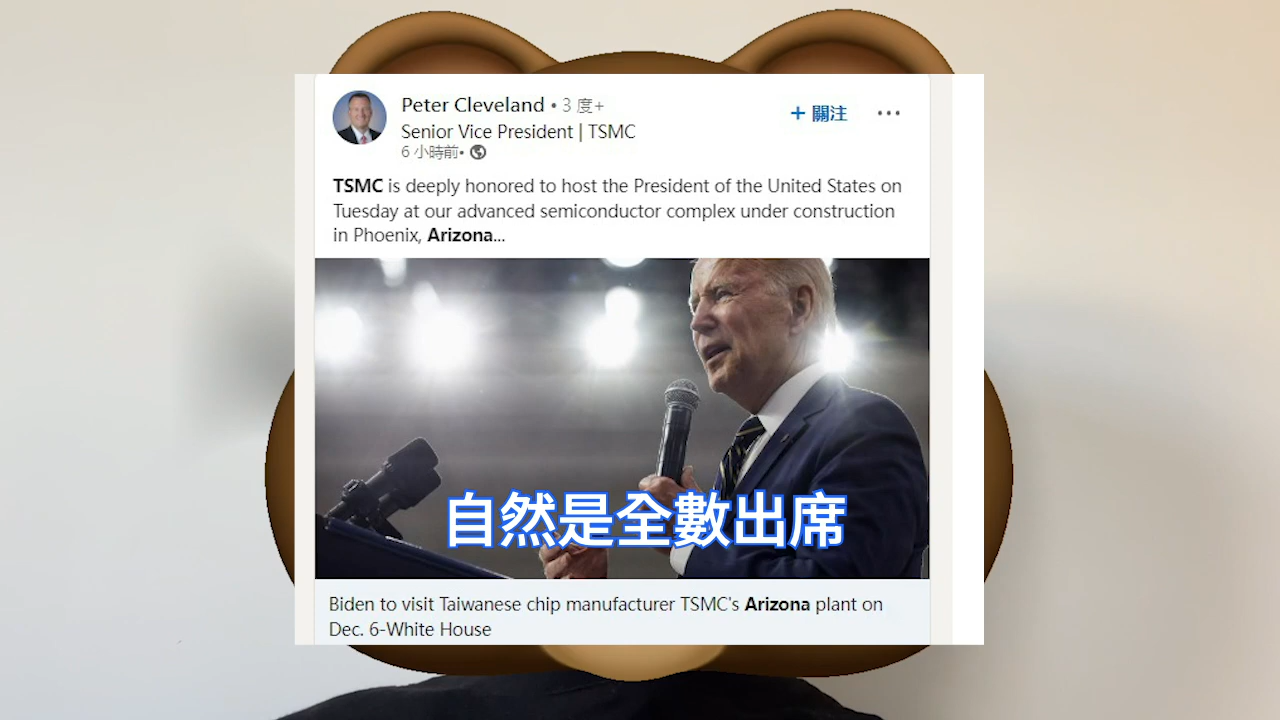 Peter Cleveland • 3 度+
Senior Vice President | TSMC
6 小時前•
+ 關注
TSMC is deeply honored to host the President of the United States on
Tuesday at our advanced semiconductor complex under construction
in Phoenix, Arizona...
自然是全數出席
Biden to visit Taiwanese chip manufacturer TSMC's Arizona plant on
Dec. 6-White House